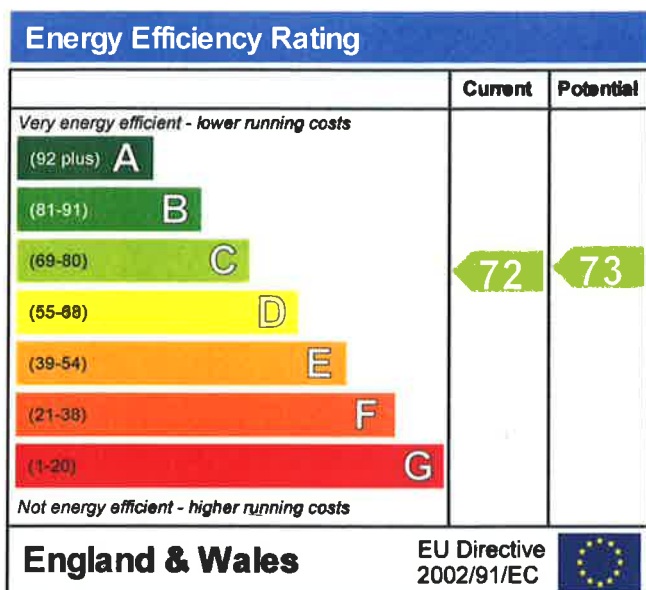 Energy Efficiency Rating
Current Potential
Very energy efficient - lower running costs
(92 plus) A
(81-91) B
(69-80) C
72 73
(55-68) D
(39-54) E
(21-38) F
(1-20) G
Not energy efficient - higher running costs
England & Wales
EU Directive
2002/91/EC